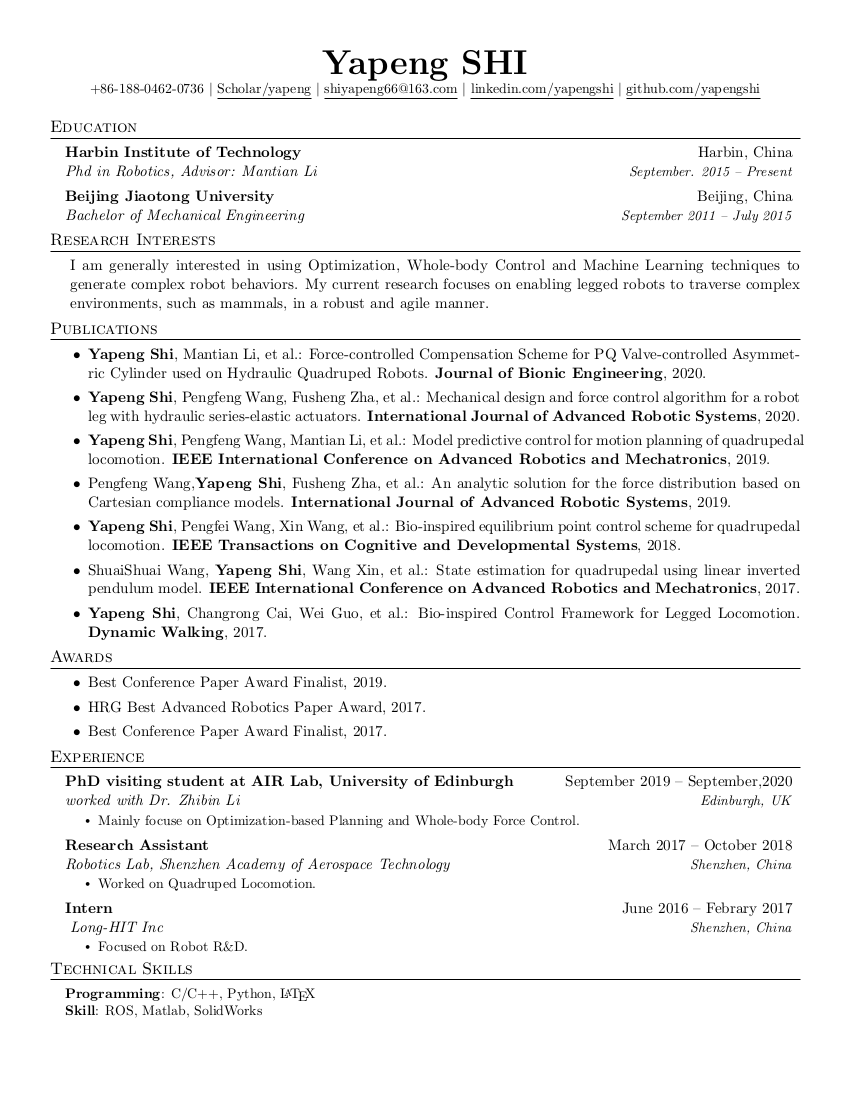 Yapeng SHI
+86-188-0462-0736 | Scholar/yapeng | shiyapeng66@163.com | linkedin.com/yapengshi | github.com/yapengshi
Education
Harbin Institute of Technology Harbin, China
Phd in Robotics, Advisor: Mantian Li September. 2015 – Present
Beijing Jiaotong University Beijing, China
Bachelor of Mechanical Engineering September 2011 – July 2015
Research Interests
I am generally interested in using Optimization, Whole-body Control and Machine Learning techniques to
generate complex robot behaviors. My current research focuses on enabling legged robots to traverse complex
environments, such as mammals, in a robust and agile manner.
Publications
• Yapeng Shi, Mantian Li, et al.: Force-controlled Compensation Scheme for PQ Valve-controlled Asymmet-
ric Cylinder used on Hydraulic Quadruped Robots. Journal of Bionic Engineering, 2020.
• Yapeng Shi, Pengfeng Wang, Fusheng Zha, et al.: Mechanical design and force control algorithm for a robot
leg with hydraulic series-elastic actuators. International Journal of Advanced Robotic Systems, 2020.
• Yapeng Shi, Pengfeng Wang, Mantian Li, et al.: Model predictive control for motion planning of quadrupedal
locomotion. IEEE International Conference on Advanced Robotics and Mechatronics, 2019.
• Pengfeng Wang,Yapeng Shi, Fusheng Zha, et al.: An analytic solution for the force distribution based on
Cartesian compliance models. International Journal of Advanced Robotic Systems, 2019.
• Yapeng Shi, Pengfei Wang, Xin Wang, et al.: Bio-inspired equilibrium point control scheme for quadrupedal
locomotion. IEEE Transactions on Cognitive and Developmental Systems, 2018.
• ShuaiShuai Wang, Yapeng Shi, Wang Xin, et al.: State estimation for quadrupedal using linear inverted
pendulum model. IEEE International Conference on Advanced Robotics and Mechatronics, 2017.
• Yapeng Shi, Changrong Cai, Wei Guo, et al.: Bio-inspired Control Framework for Legged Locomotion.
Dynamic Walking, 2017.
Awards
• Best Conference Paper Award Finalist, 2019.
• HRG Best Advanced Robotics Paper Award, 2017.
• Best Conference Paper Award Finalist, 2017.
Experience
PhD visiting student at AIR Lab, University of Edinburgh September 2019 – September,2020
worked with Dr. Zhibin Li Edinburgh, UK
• Mainly focuse on Optimization-based Planning and Whole-body Force Control.
Research Assistant March 2017 – October 2018
Robotics Lab, Shenzhen Academy of Aerospace Technology Shenzhen, China
• Worked on Quadruped Locomotion.
Intern June 2016 – Febrary 2017
Long-HIT Inc Shenzhen, China
• Focused on Robot R&D.
Technical Skills
Programming: C/C++, Python, LATEX
Skill: ROS, Matlab, SolidWorks